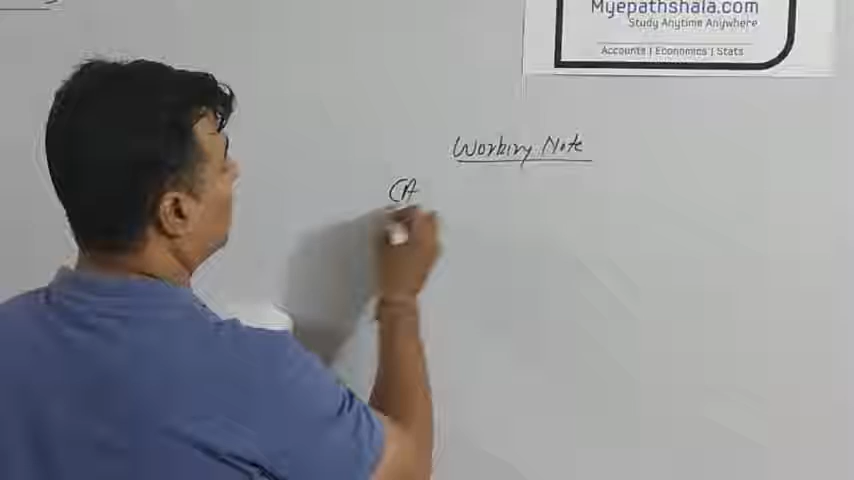 Myepathshala.com
Study Anytime Anywhere
Accounts | Economics | Stats
Working Note
CA